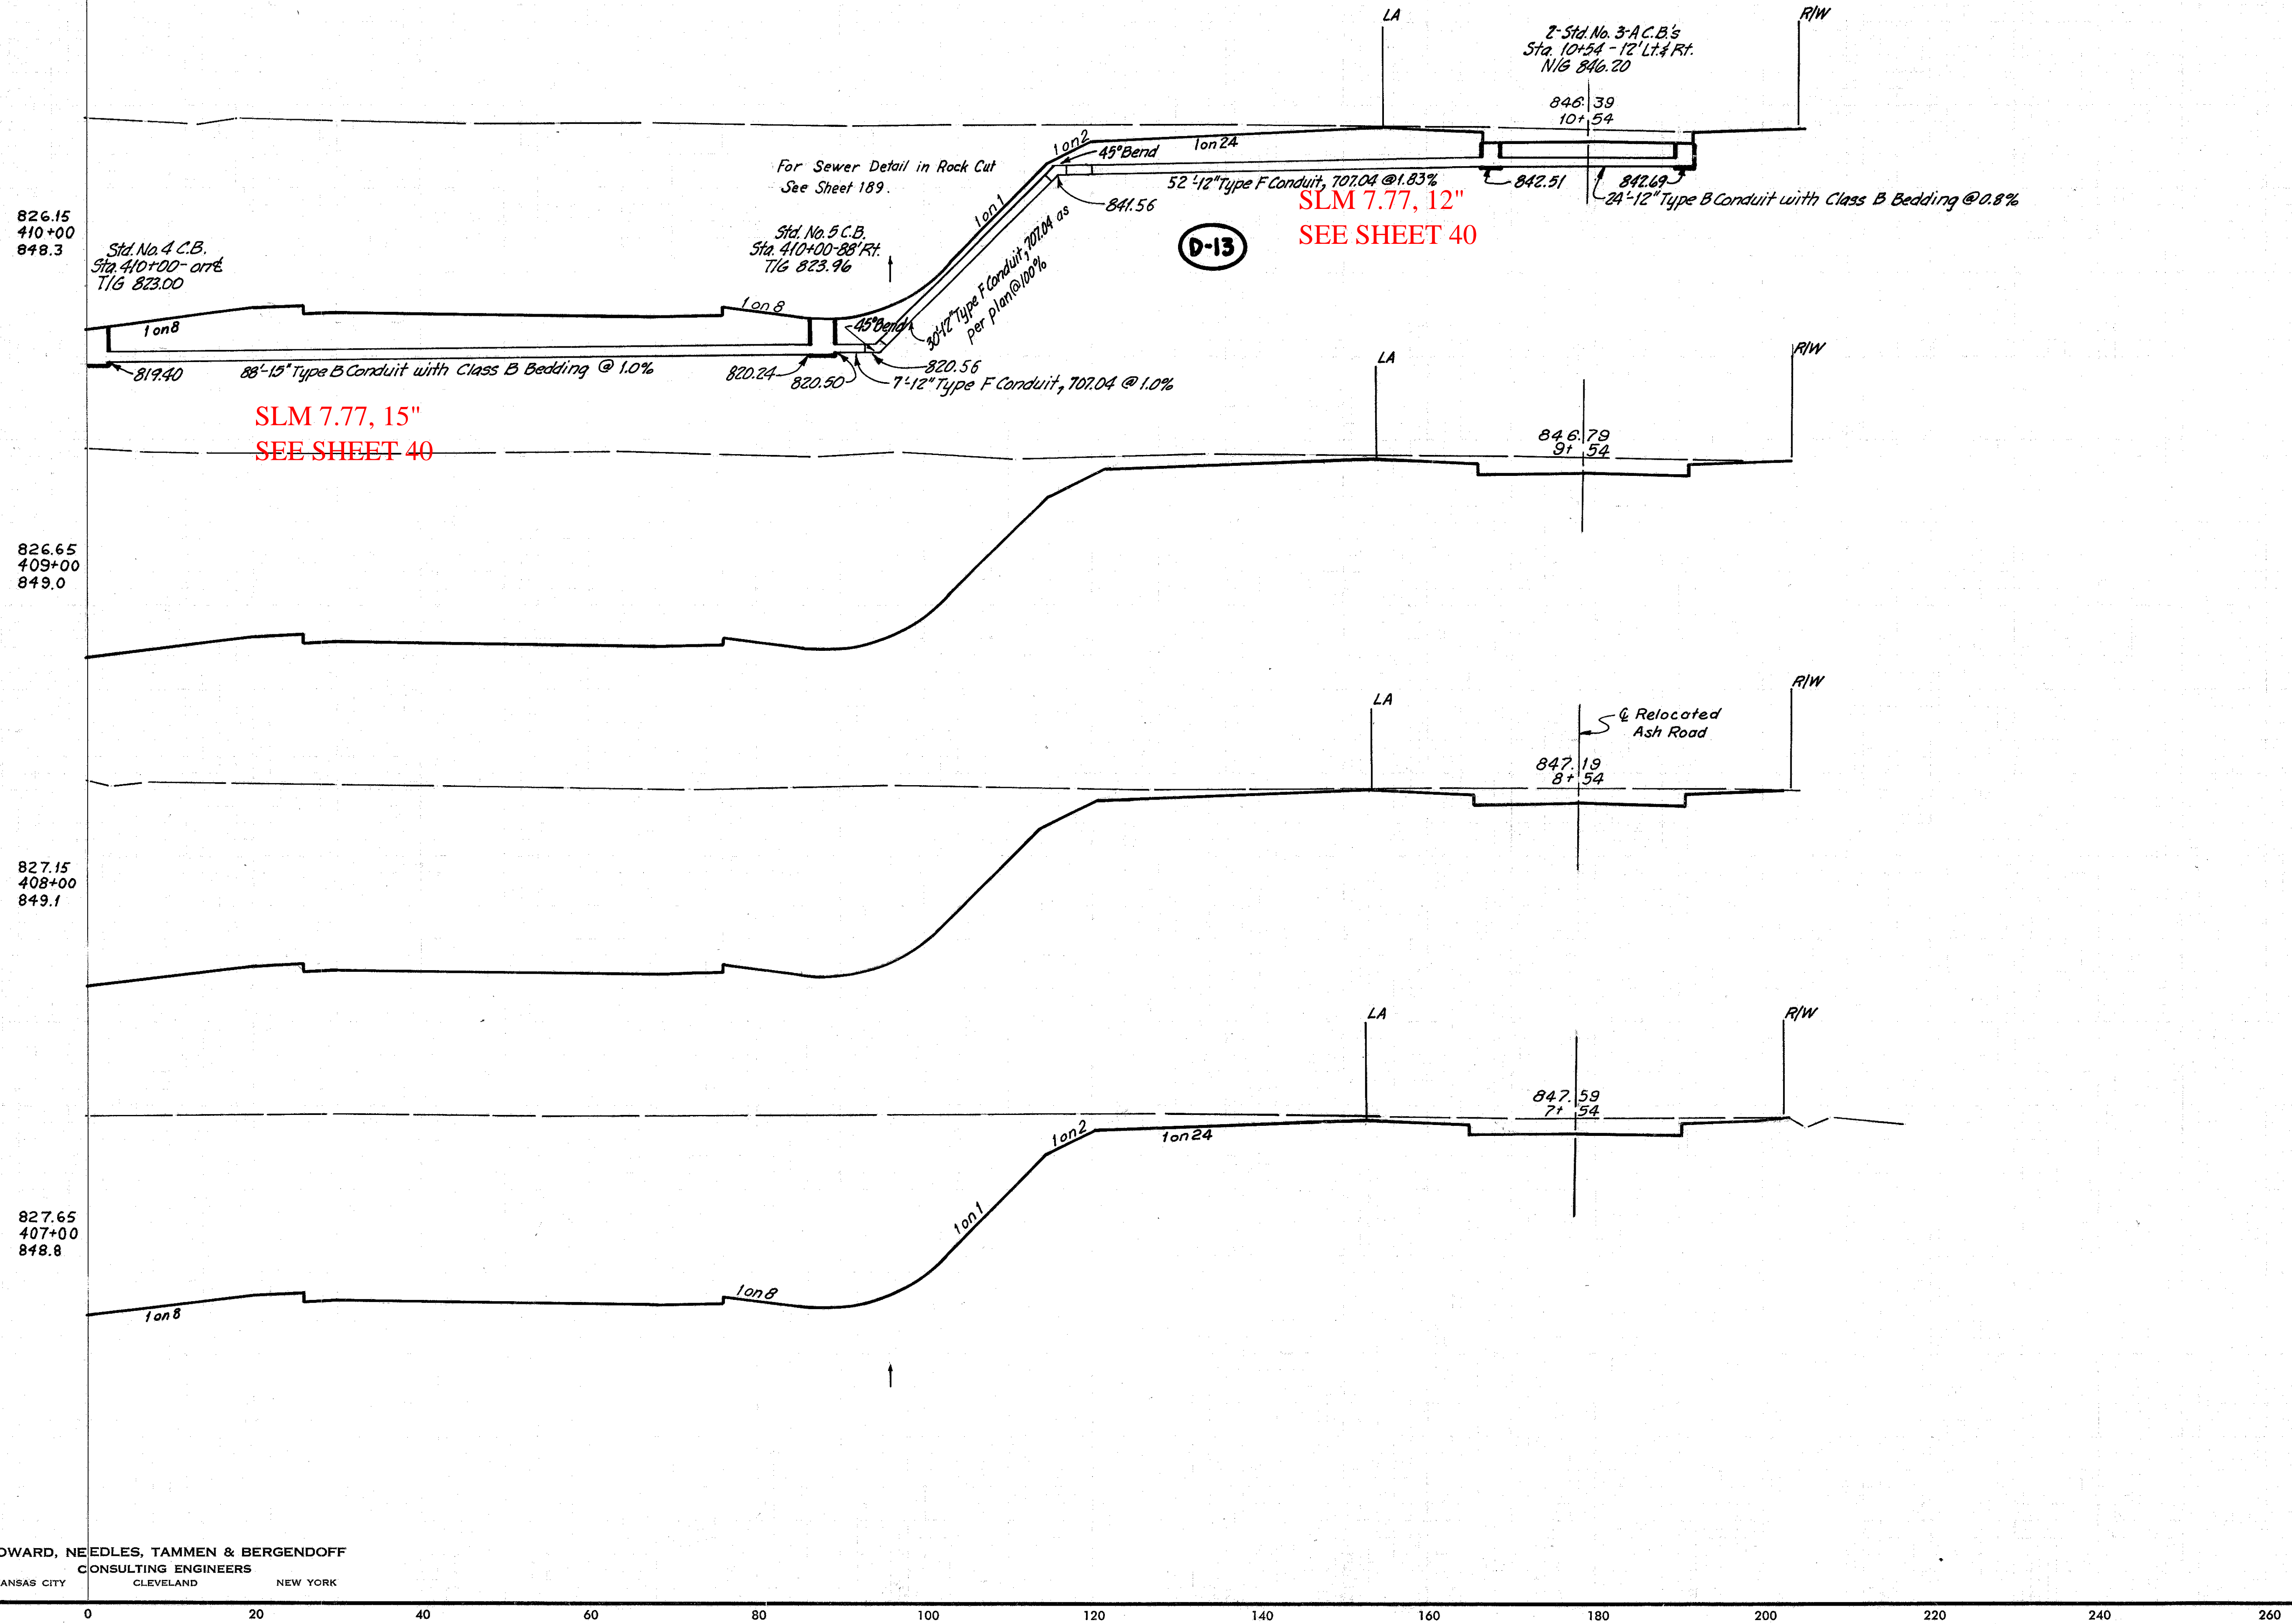 LA
R/W
2-Std. No. 3-A C.B.'s
Sta. 10+54 - 12' Lt. & Rt.
N/G 846.20
846.39
10+54
1 on 2
45° Bend
1 on 24
For Sewer Detail in Rock Cut
See Sheet 189.
52'-12" Type F Conduit, 707.04 @ 1.83%
842.51
842.69
24'-12" Type B Conduit with Class B Bedding @ 0.8%
SLM 7.77, 12"
SEE SHEET 40
841.56
D-13
1 on 1
826.15
410+00
848.3
Std. No. 4 C.B.
Sta. 410+00 - on ℄
T/G 823.00
Std. No. 5 C.B.
Sta. 410+00-88' Rt.
T/G 823.96
30'-12" Type F Conduit, 707.04 as
per plan @ 100%
1 on 8
1 on 8
45° Bend
819.40
88'-15" Type B Conduit with Class B Bedding @ 1.0%
820.24
820.50
820.56
7'-12" Type F Conduit, 707.04 @ 1.0%
SLM 7.77, 15"
SEE SHEET 40
LA
R/W
846.79
9+54
826.65
409+00
849.0
LA
R/W
℄ Relocated
Ash Road
847.19
8+54
827.15
408+00
849.1
LA
R/W
847.59
7+54
1 on 2
1 on 24
1 on 1
827.65
407+00
848.8
1 on 8
1 on 8
OWARD, NEEDLES, TAMMEN & BERGENDOFF
CONSULTING ENGINEERS
ANSAS CITY CLEVELAND NEW YORK
0 20 40 60 80 100 120 140 160 180 200 220 240 260